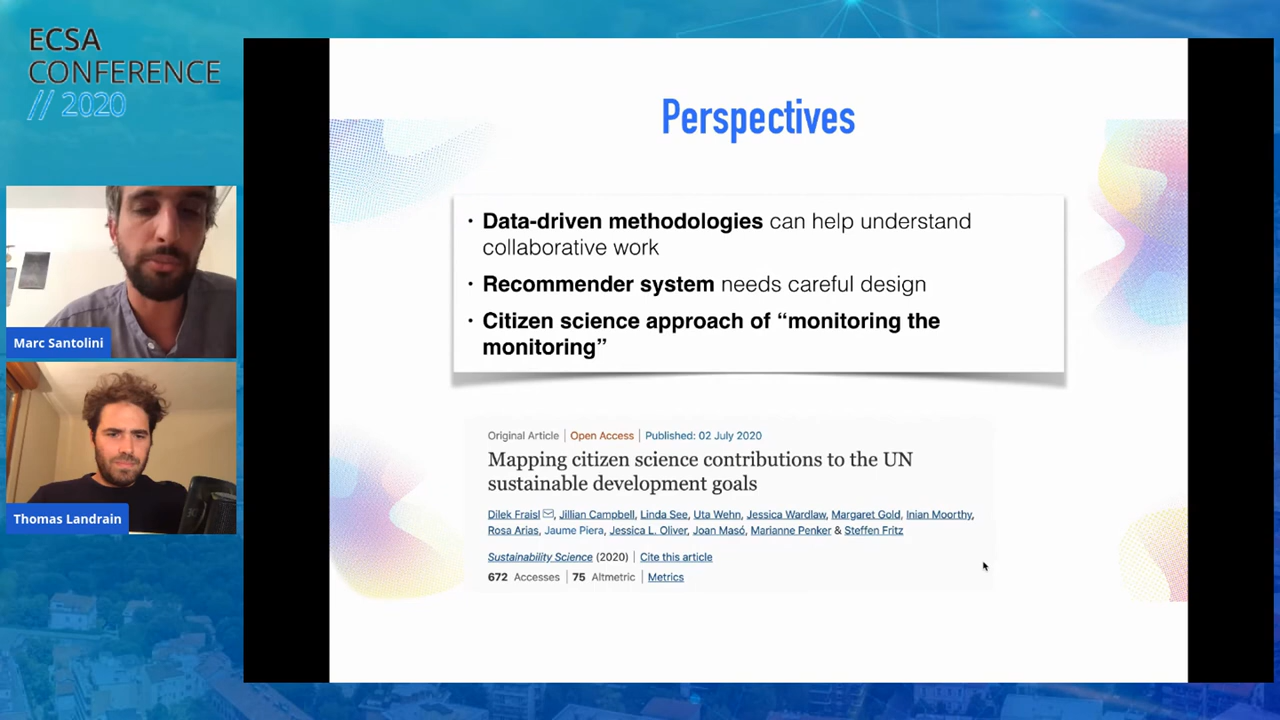 ECSA
CONFERENCE
// 2020
Marc Santolini
Thomas Landrain
Perspectives
• Data-driven methodologies can help understand
collaborative work
• Recommender system needs careful design
• Citizen science approach of “monitoring the
monitoring”
Original Article | Open Access | Published: 02 July 2020
Mapping citizen science contributions to the UN
sustainable development goals
Dilek Fraisl, Jillian Campbell, Linda See, Uta Wehn, Jessica Wardlaw, Margaret Gold, Inian Moorthy,
Rosa Arias, Jaume Piera, Jessica L. Oliver, Joan Masó, Marianne Penker & Steffen Fritz
Sustainability Science (2020) | Cite this article
672 Accesses | 75 Altmetric | Metrics